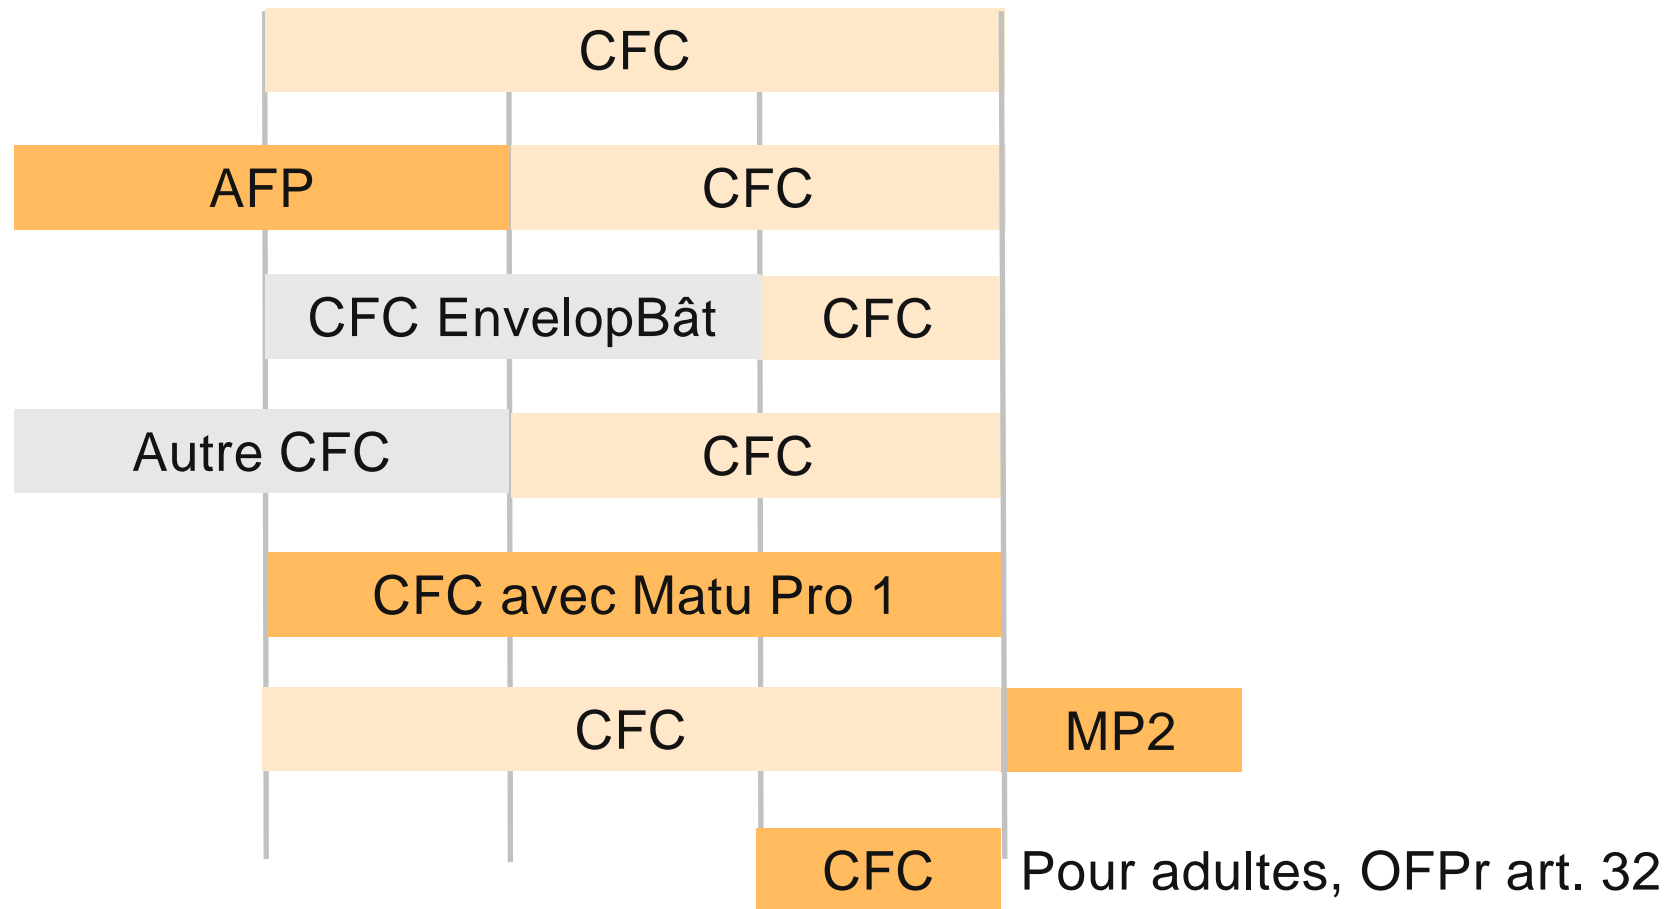 CFC
AFP CFC
CFC EnvelopBât CFC
Autre CFC CFC
CFC avec Matu Pro 1
CFC MP2
CFC Pour adultes, OFPr art. 32